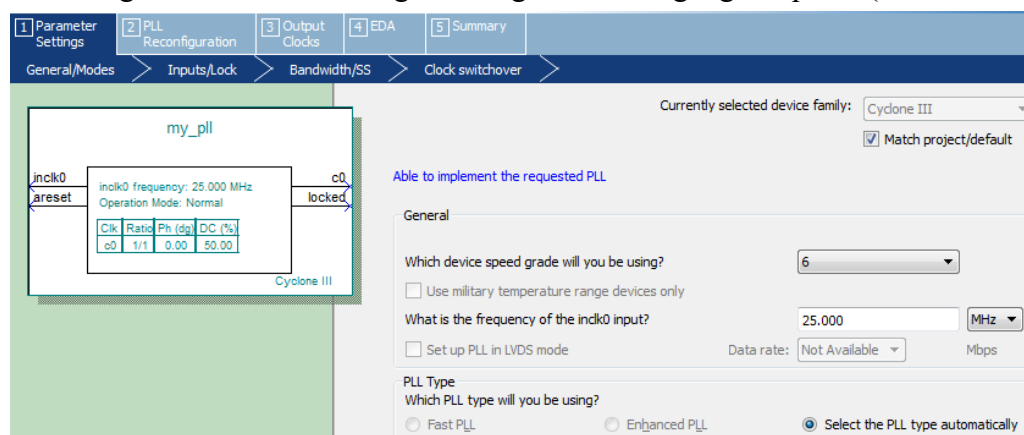 1 Parameter Settings 2 PLL Reconfiguration 3 Output Clocks 4 EDA 5 Summary
General/Modes Inputs/Lock Bandwidth/SS Clock switchover
Currently selected device family: Cyclone III
Match project/default
my_pll
inclk0
areset
inclk0 frequency: 25.000 MHz
Operation Mode: Normal
Clk Ratio Ph (dg) DC (%)
c0 1/1 0.00 50.00
c0
locked
Cyclone III
Able to implement the requested PLL
General
Which device speed grade will you be using? 6
Use military temperature range devices only
What is the frequency of the inclk0 input? 25.000 MHz
Set up PLL in LVDS mode Data rate: Not Available Mbps
PLL Type
Which PLL type will you be using?
Fast PLL Enhanced PLL Select the PLL type automatically